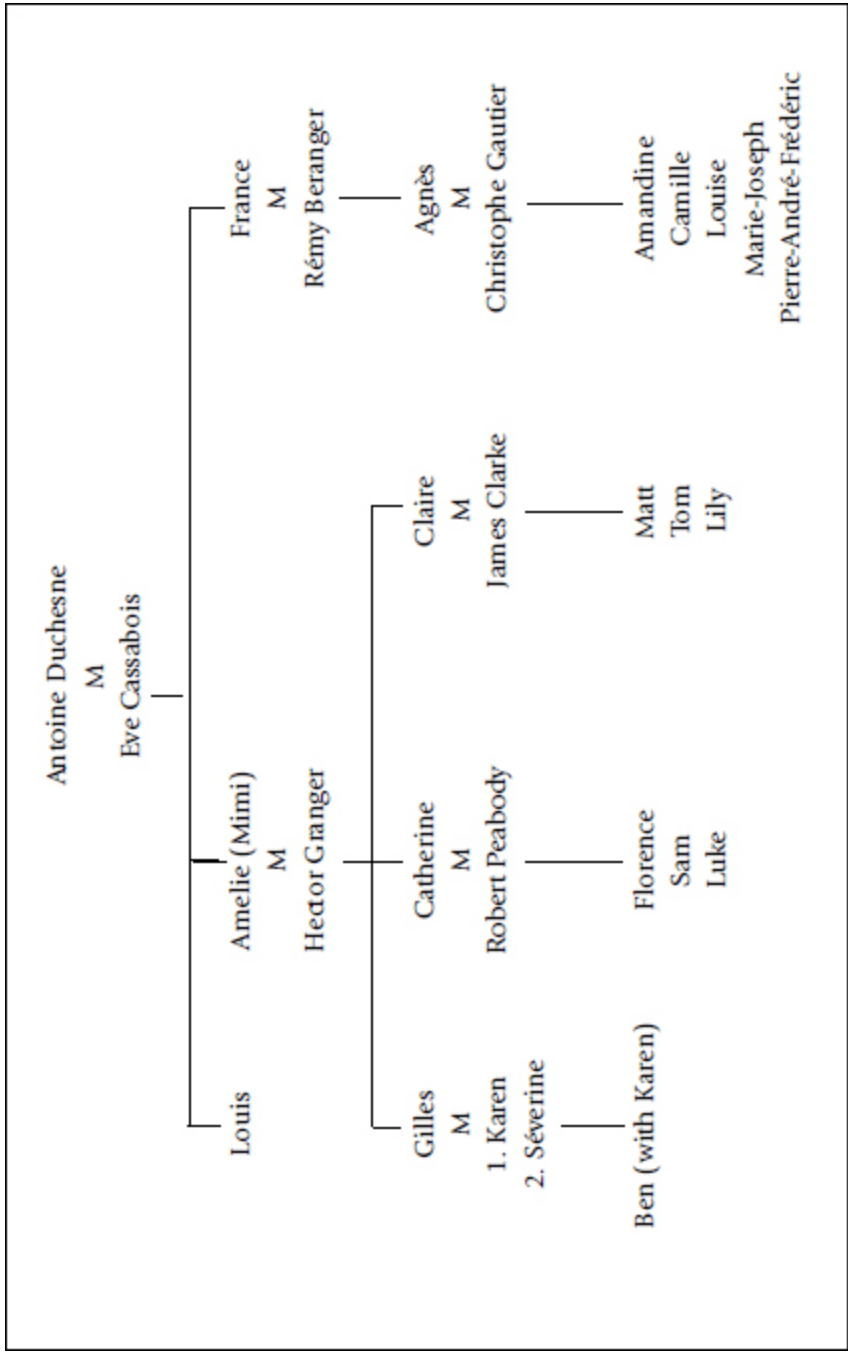 Antoine Duchesne
M
Eve Cassabois
Louis
Amelie (Mimi)
M
Hector Granger
France
M
Rémy Beranger
Gilles
M
1. Karen
2. Séverine
Catherine
M
Robert Peabody
Claire
M
James Clarke
Agnès
M
Christophe Gautier
Ben (with Karen)
Florence
Sam
Luke
Matt
Tom
Lily
Amandine
Camille
Louise
Marie-Joseph
Pierre-André-Frédéric